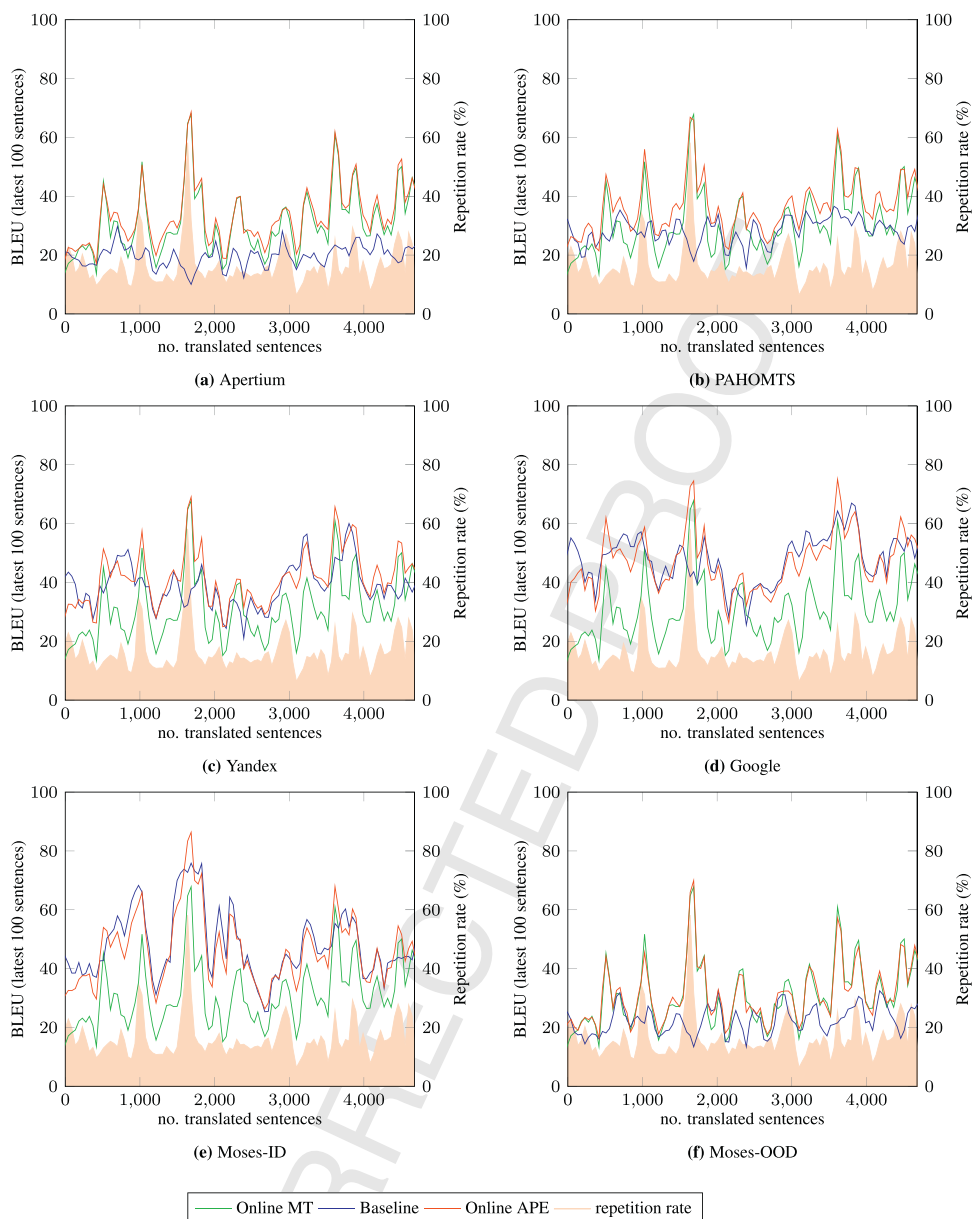 100
80
60
40
20
0
BLEU (latest 100 sentences)
100
80
60
40
20
0
Repetition rate (%)
0 1,000 2,000 3,000 4,000
no. translated sentences
(a) Apertium
100
80
60
40
20
0
BLEU (latest 100 sentences)
100
80
60
40
20
0
Repetition rate (%)
0 1,000 2,000 3,000 4,000
no. translated sentences
(b) PAHOMTS
100
80
60
40
20
0
BLEU (latest 100 sentences)
100
80
60
40
20
0
Repetition rate (%)
0 1,000 2,000 3,000 4,000
no. translated sentences
(c) Yandex
100
80
60
40
20
0
BLEU (latest 100 sentences)
100
80
60
40
20
0
Repetition rate (%)
0 1,000 2,000 3,000 4,000
no. translated sentences
(d) Google
100
80
60
40
20
0
BLEU (latest 100 sentences)
100
80
60
40
20
0
Repetition rate (%)
0 1,000 2,000 3,000 4,000
no. translated sentences
(e) Moses-ID
100
80
60
40
20
0
BLEU (latest 100 sentences)
100
80
60
40
20
0
Repetition rate (%)
0 1,000 2,000 3,000 4,000
no. translated sentences
(f) Moses-OOD
Online MT Baseline Online APE repetition rate